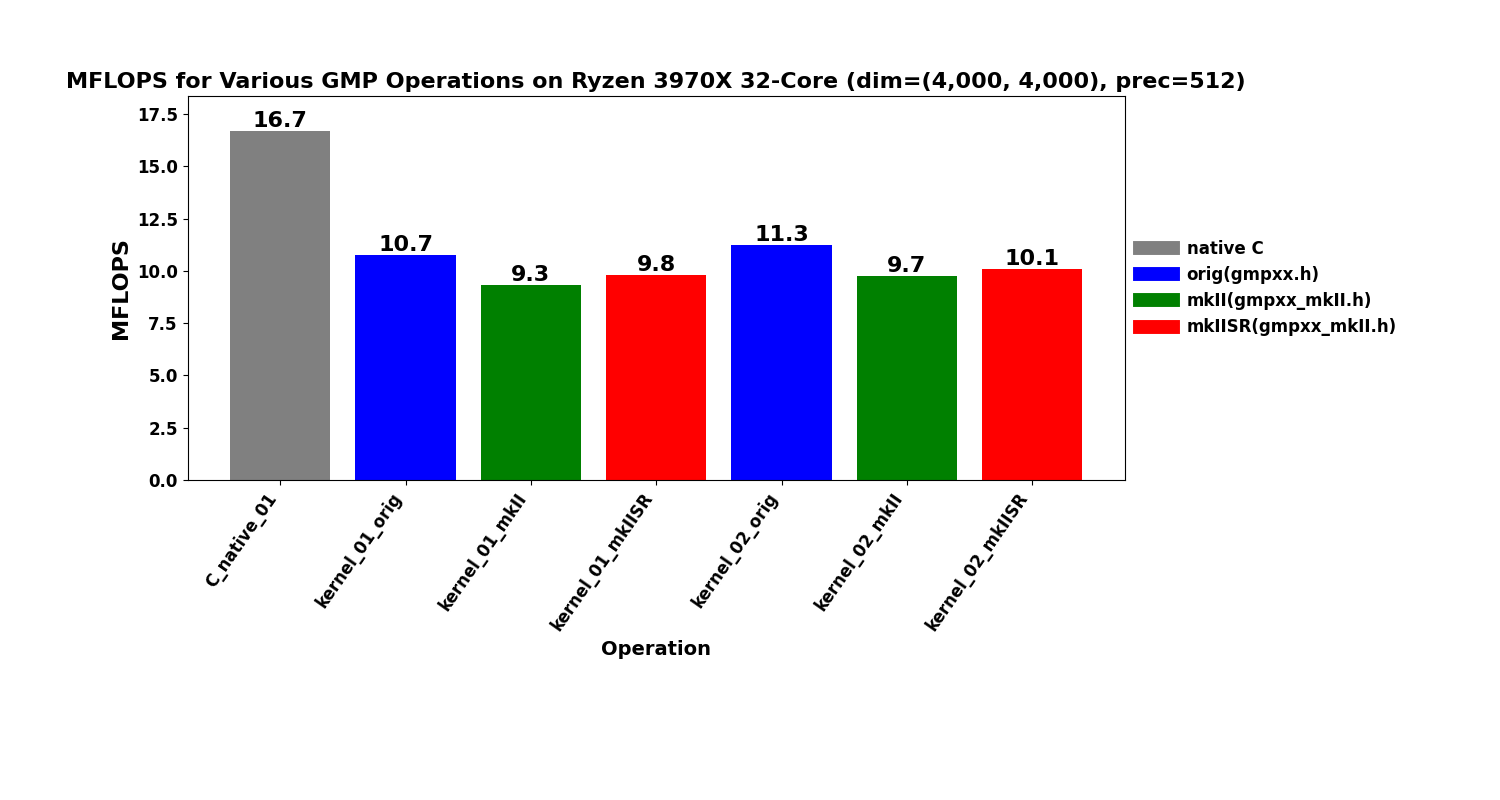 MFLOPS for Various GMP Operations on Ryzen 3970X 32-Core (dim=(4,000, 4,000), prec=512)
MFLOPS
17.5
15.0
12.5
10.0
7.5
5.0
2.5
0.0
16.7
10.7
9.3
9.8
11.3
9.7
10.1
C_native_01
kernel_01_orig
kernel_01_mkII
kernel_01_mkIISR
kernel_02_orig
kernel_02_mkII
kernel_02_mkIISR
Operation
native C
orig(gmpxx.h)
mkII(gmpxx_mkII.h)
mkIISR(gmpxx_mkII.h)